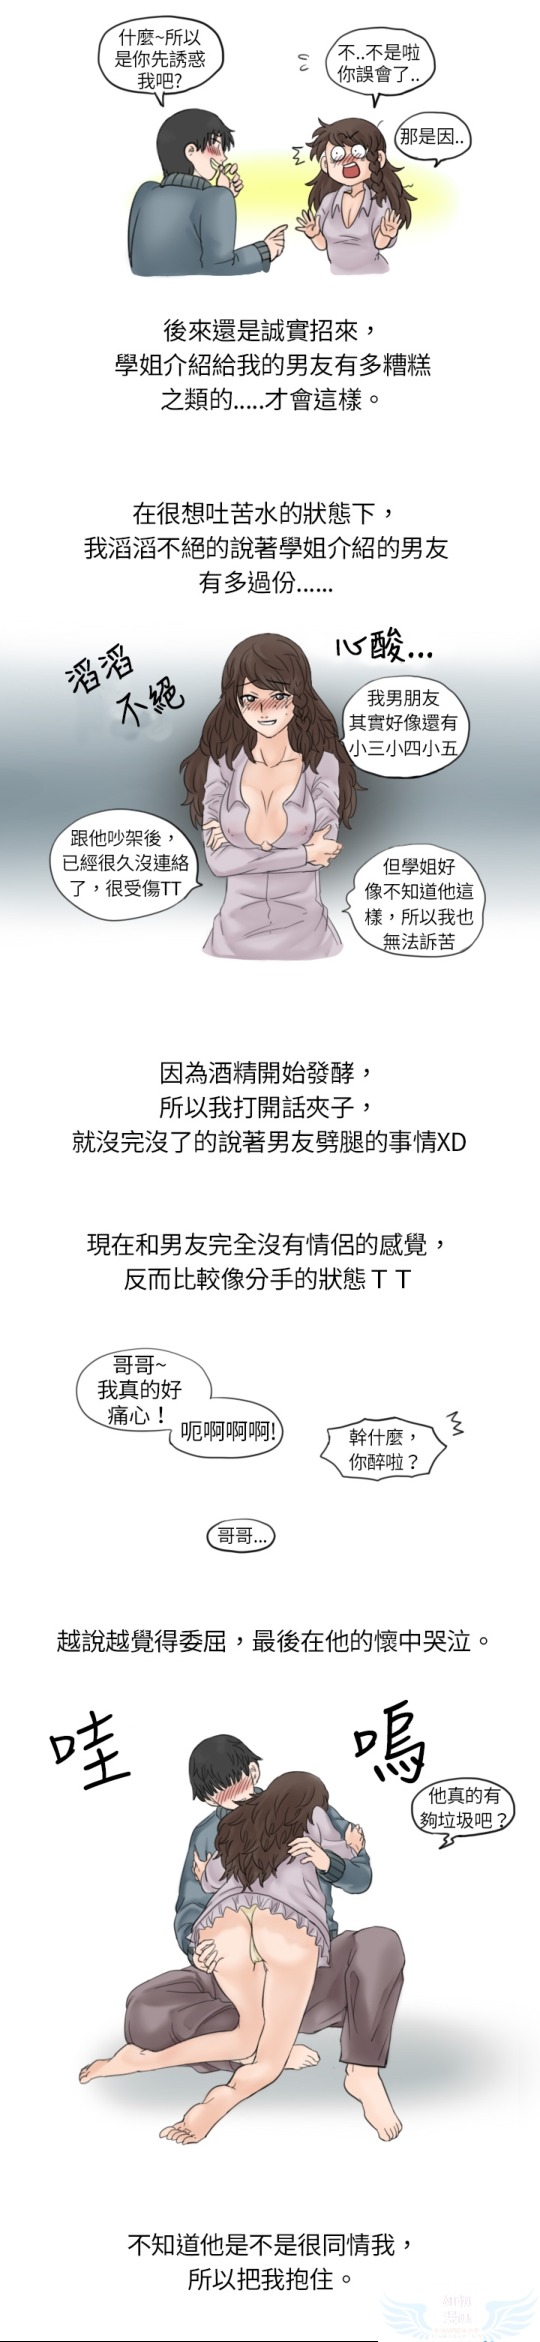 什麼~所以
是你先誘惑
我吧?
不..不是啦
你誤會了..
那是因..
後來還是誠實招來，
學姐介紹給我的男友有多糟糕
之類的.....才會這樣。
在很想吐苦水的狀態下，
我滔滔不絕的說著學姐介紹的男友
有多過份......
滔滔
不絕
心酸...
我男朋友
其實好像還有
小三小四小五
跟他吵架後，
已經很久沒連絡
了，很受傷TT
但學姐好
像不知道他這
樣，所以我也
無法訴苦
因為酒精開始發酵，
所以我打開話夾子，
就沒完沒了的說著男友劈腿的事情XD
現在和男友完全沒有情侶的感覺，
反而比較像分手的狀態ＴＴ
哥哥~
我真的好
痛心！
呃啊啊啊!
幹什麼，
你醉啦？
哥哥...
越說越覺得委屈，最後在他的懷中哭泣。
哇
嗚
他真的有
夠垃圾吧？
不知道他是不是很同情我，
所以把我抱住。